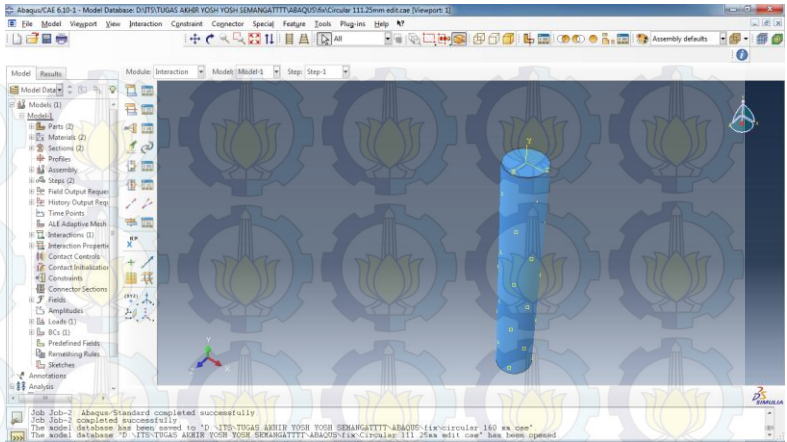 Abaqus/CAE 6.10-1 - Model Database: D:\ITS\TUGAS AKHIR YOSH YOSH SEMANGATTTT\ABAQUS\fix\Circular 111.25mm edit.cae [Viewport: 1]
File Model Viewport View Interaction Constraint Connector Special Feature Tools Plug-ins Help
All
Assembly defaults
Model Results
Module: Interaction Model: Model-1 Step: Step-1
Model Data
Models (1)
Model-1
Parts (2)
Materials (2)
Sections (2)
Profiles
Assembly
Steps (2)
Field Output Reques
History Output Requ
Time Points
ALE Adaptive Mesh
Interactions (1)
Interaction Propertie
Contact Controls
Contact Initialization
Constraints
Connector Sections
Fields
Amplitudes
Loads (1)
BCs (1)
Predefined Fields
Remeshing Rules
Sketches
Annotations
Analysis
RP
(XYZ)
Y
X
Y
SIMULIA
Job Job-2: Abaqus/Standard completed successfully
Job Job-2 completed successfully
The model database has been saved to "D:\ITS\TUGAS AKHIR YOSH YOSH SEMANGATTTT\ABAQUS\fix\circular 160 mm.cae"
The model database "D:\ITS\TUGAS AKHIR YOSH YOSH SEMANGATTTT\ABAQUS\fix\Circular 111.25mm edit.cae" has been opened.